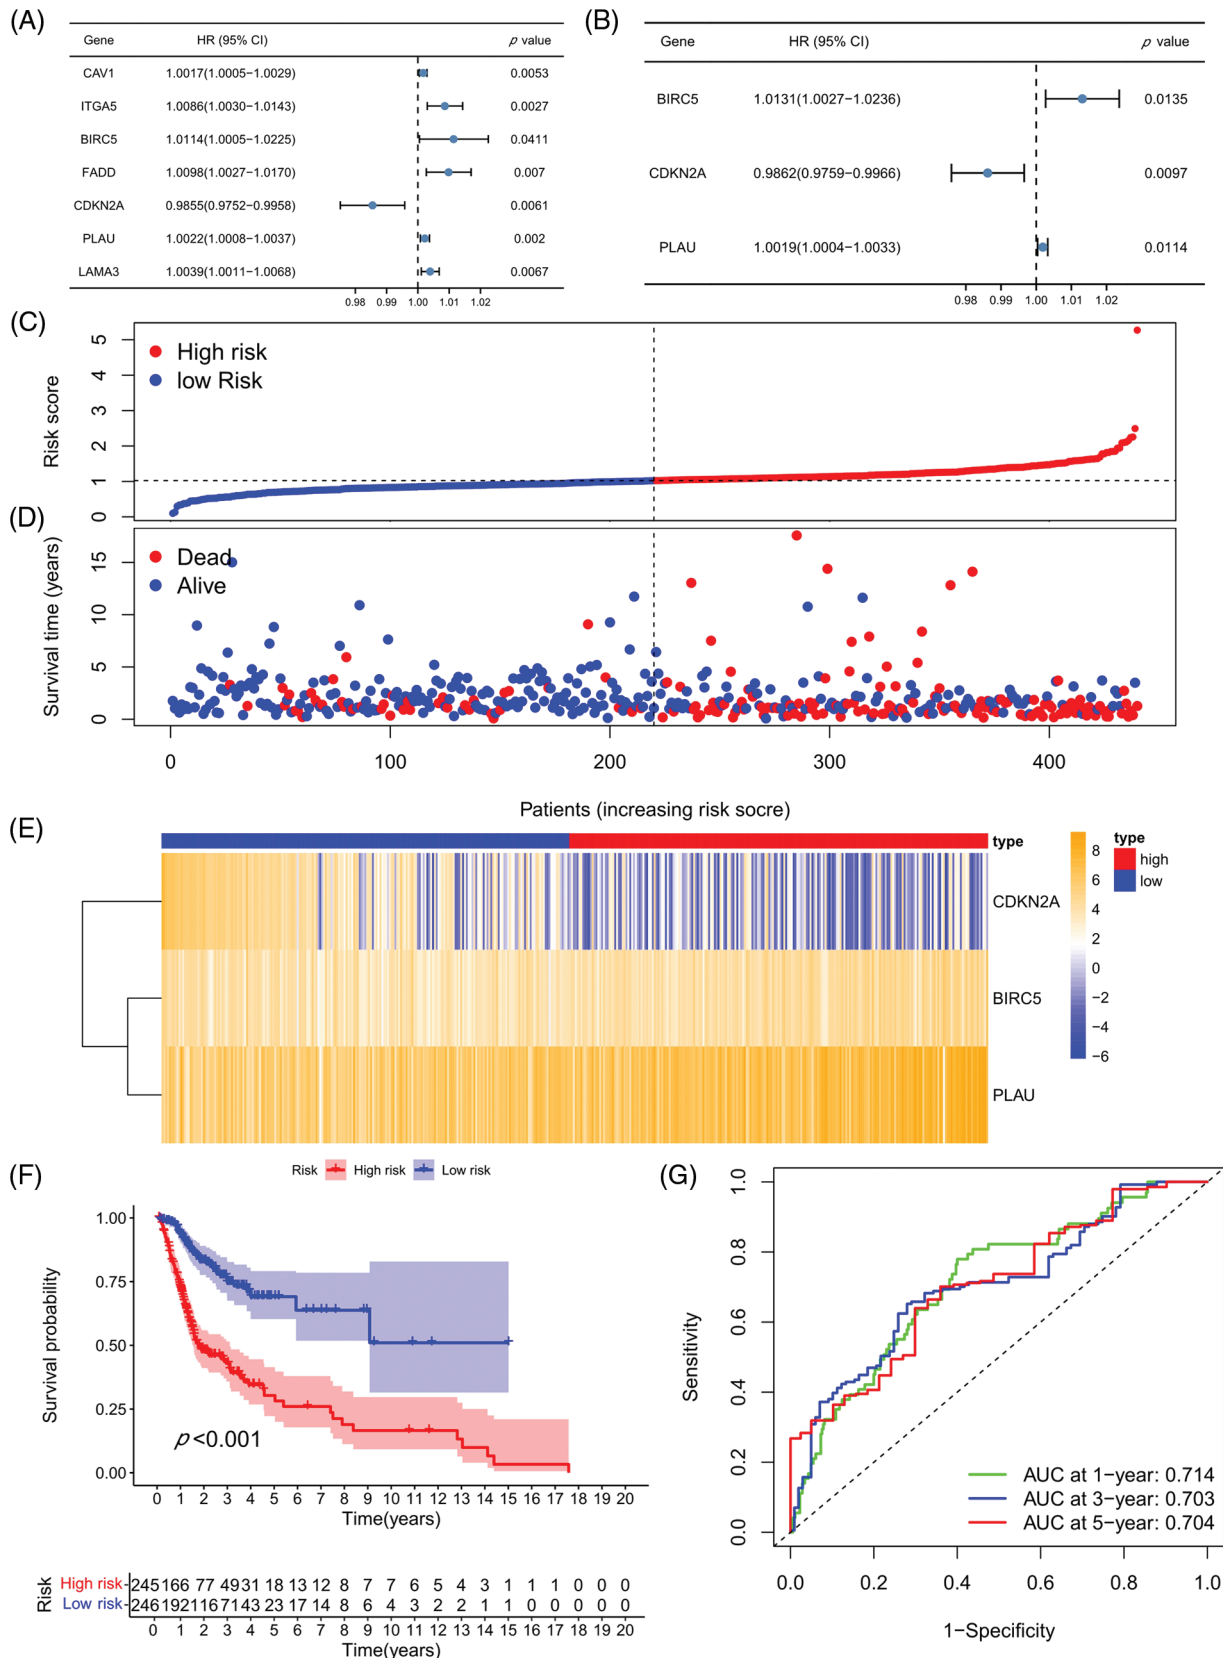 (A)
Gene HR (95% CI) p value
CAV1 1.0017(1.0005−1.0029) 0.0053
ITGA5 1.0086(1.0030−1.0143) 0.0027
BIRC5 1.0114(1.0005−1.0225) 0.0411
FADD 1.0098(1.0027−1.0170) 0.007
CDKN2A 0.9855(0.9752−0.9958) 0.0061
PLAU 1.0022(1.0008−1.0037) 0.002
LAMA3 1.0039(1.0011−1.0068) 0.0067
0.98 0.99 1.00 1.01 1.02
(B)
Gene HR (95% CI) p value
BIRC5 1.0131(1.0027−1.0236) 0.0135
CDKN2A 0.9862(0.9759−0.9966) 0.0097
PLAU 1.0019(1.0004−1.0033) 0.0114
0.98 0.99 1.00 1.01 1.02
(C)
Risk score
5
4
3
2
1
0
High risk
low Risk
(D)
Survival time (years)
15
10
5
0
Dead
Alive
0 100 200 300 400
Patients (increasing risk socre)
(E)
type
CDKN2A
BIRC5
PLAU
8
6
4
2
0
−2
−4
−6
type
high
low
(F)
Risk High risk Low risk
Survival probability
1.00
0.75
0.50
0.25
0.00
p<0.001
0 1 2 3 4 5 6 7 8 9 10 11 12 13 14 15 16 17 18 19 20
Time(years)
Risk
High risk 245 166 77 49 31 18 13 12 8 7 7 6 5 4 3 1 1 1 0 0 0
Low risk 246 192 116 71 43 23 17 14 8 6 4 3 2 2 1 1 0 0 0 0 0
0 1 2 3 4 5 6 7 8 9 10 11 12 13 14 15 16 17 18 19 20
Time(years)
(G)
Sensitivity
1.0
0.8
0.6
0.4
0.2
0.0
AUC at 1−year: 0.714
AUC at 3−year: 0.703
AUC at 5−year: 0.704
0.0 0.2 0.4 0.6 0.8 1.0
1−Specificity